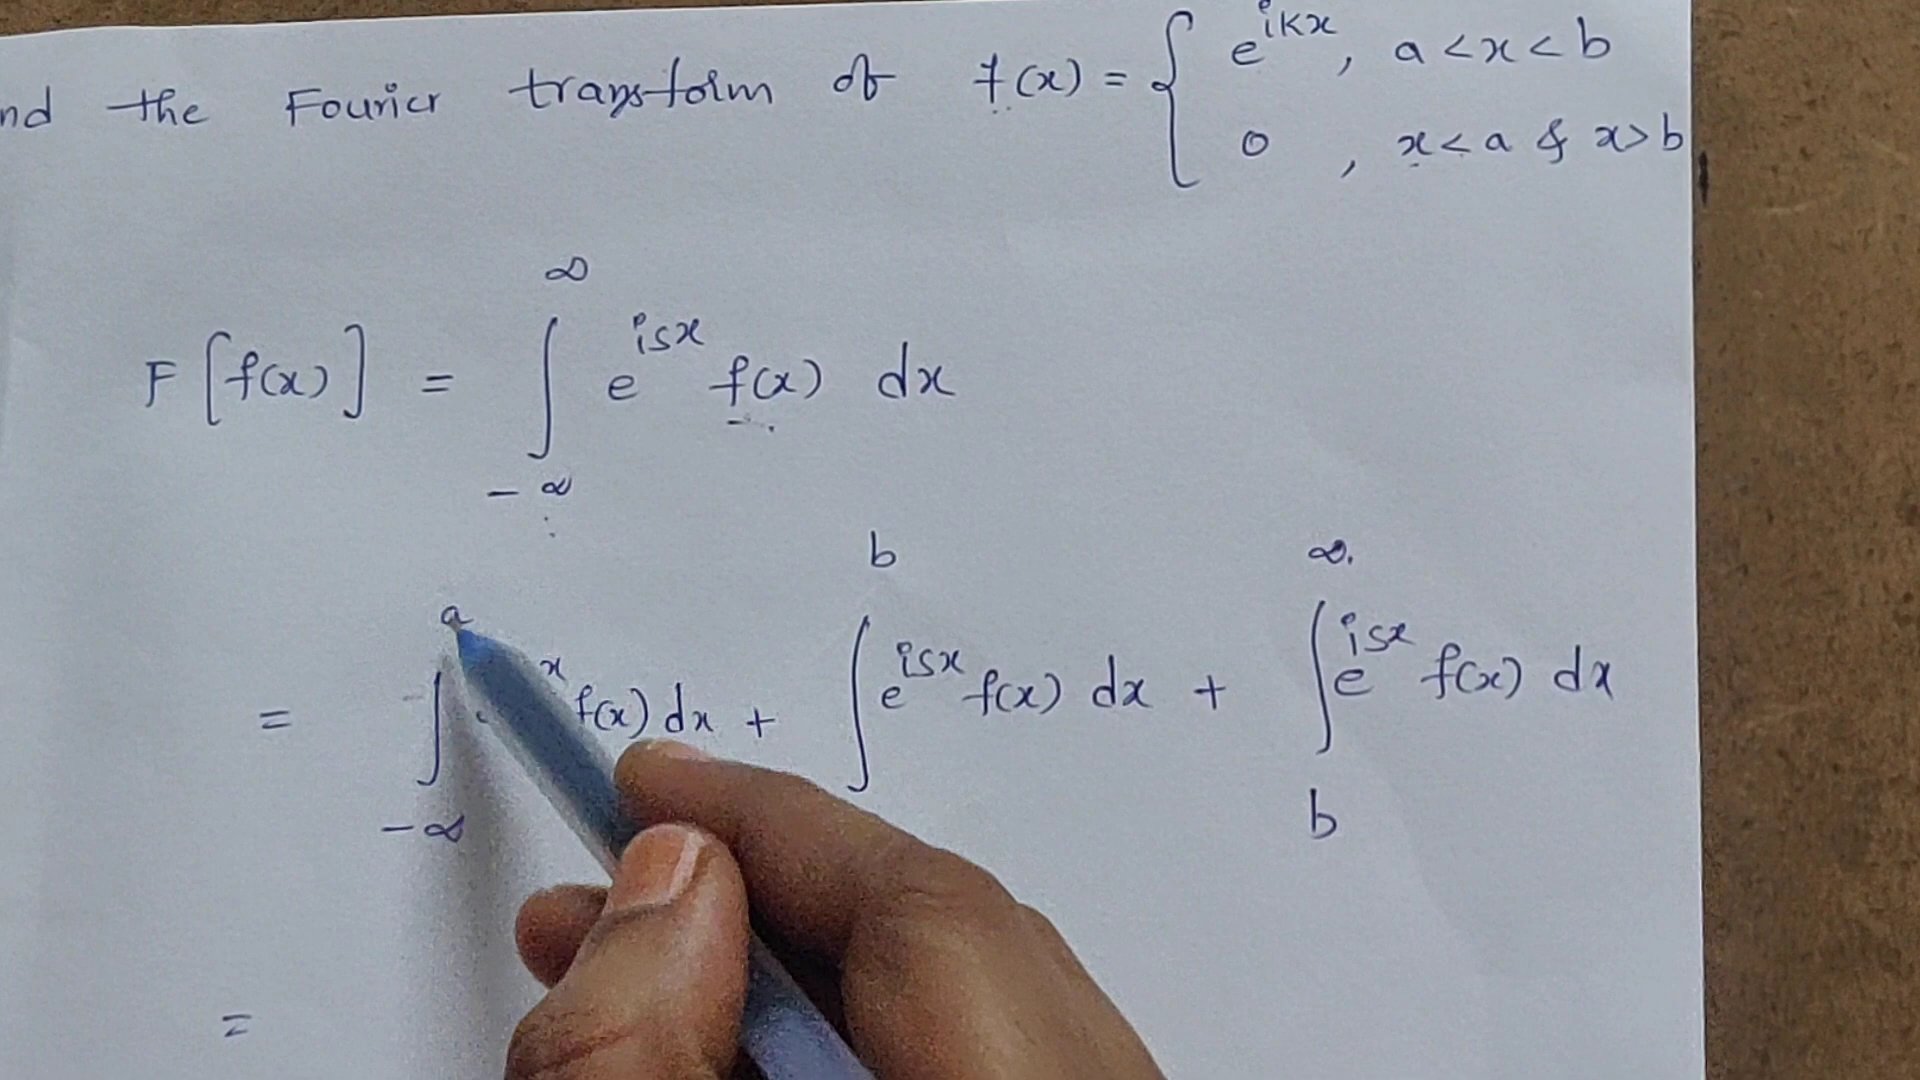 nd the Fourier transform of f(x) = { e^{ikx}, a<x<b
0 , x<a & x>b
F[f(x)] = ∫_{-∞}^{∞} e^{isx} f(x) dx
= ∫_{-∞}^{a} x f(x) dx + ∫^{b} e^{isx} f(x) dx + ∫_{b}^{∞} e^{isx} f(x) dx
=